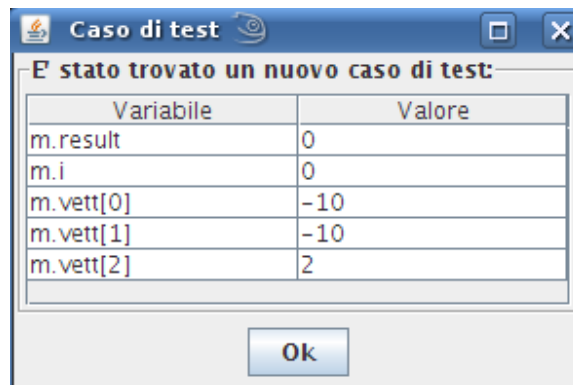 Caso di test
E' stato trovato un nuovo caso di test:
Variabile Valore
m.result 0
m.i 0
m.vett[0] -10
m.vett[1] -10
m.vett[2] 2
Ok